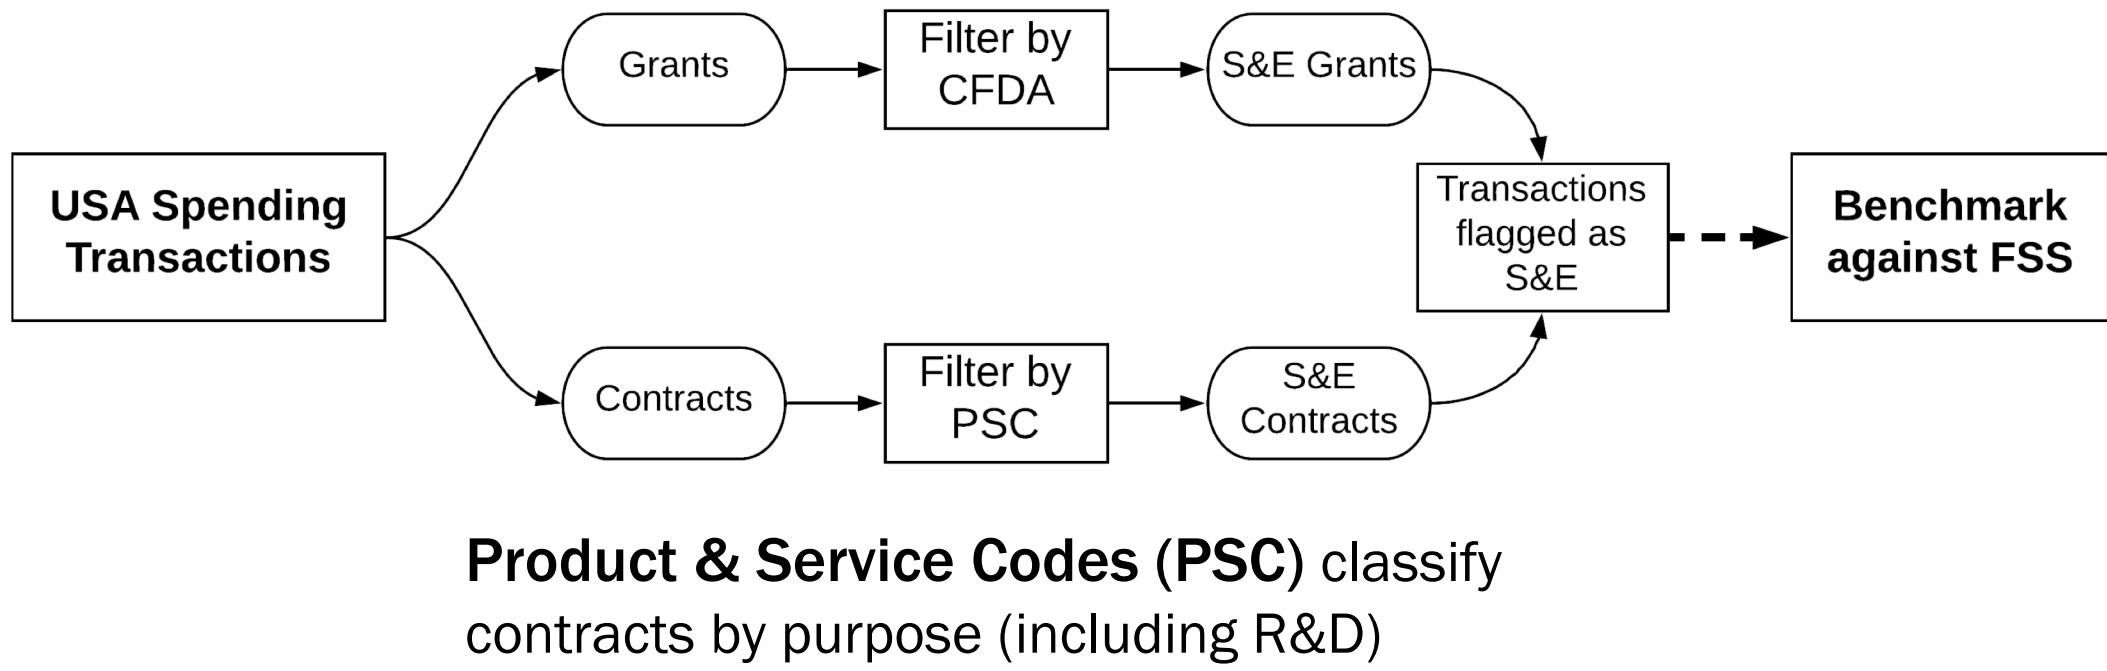 USA Spending
Transactions
Grants
Filter by
CFDA
S&E Grants
Contracts
Filter by
PSC
S&E
Contracts
Transactions
flagged as
S&E
Benchmark
against FSS
Product & Service Codes (PSC) classify
contracts by purpose (including R&D)